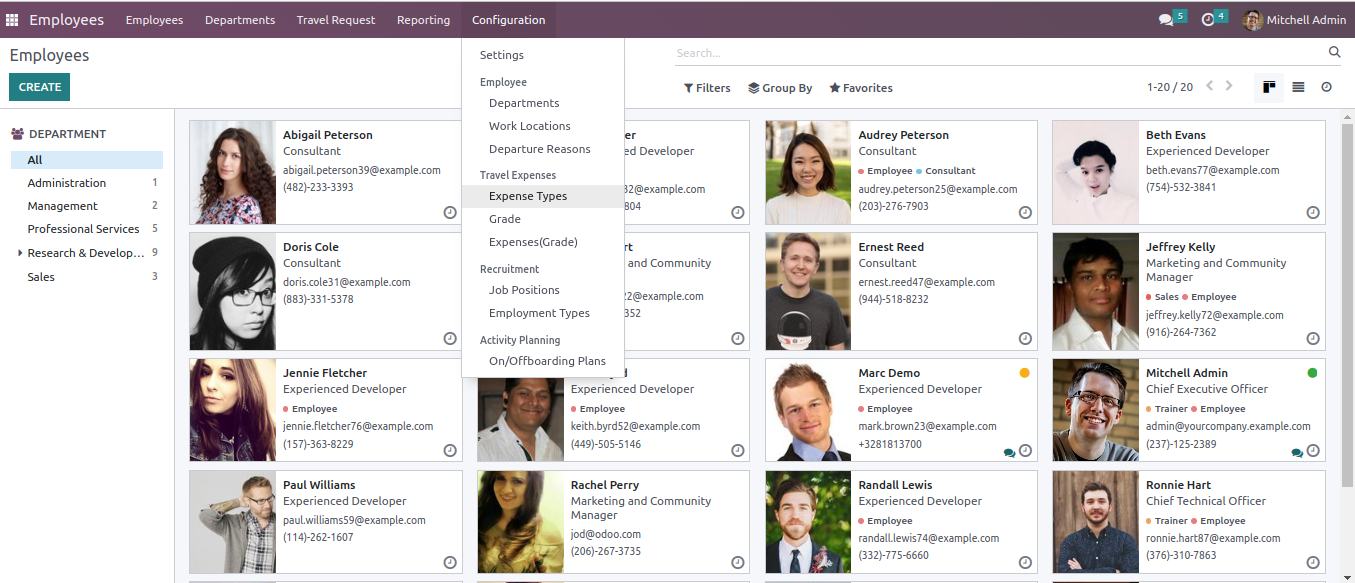 Employees Employees Departments Travel Request Reporting Configuration 5 4 Mitchell Admin
Employees
Search...
CREATE
Filters Group By Favorites 1-20 / 20
Settings
Employee
Departments
Work Locations
Departure Reasons
Travel Expenses
Expense Types
Grade
Expenses(Grade)
Recruitment
Job Positions
Employment Types
Activity Planning
On/Offboarding Plans
DEPARTMENT
All
Administration 1
Management 2
Professional Services 5
Research & Develop... 9
Sales 3
Abigail Peterson
Consultant
abigail.peterson39@example.com
(482)-233-3393
er
ed Developer
32@example.com
804
Audrey Peterson
Consultant
Employee Consultant
audrey.peterson25@example.com
(203)-276-7903
Beth Evans
Experienced Developer
beth.evans77@example.com
(754)-532-3841
Doris Cole
Consultant
doris.cole31@example.com
(883)-331-5378
rt
and Community
22@example.com
352
Ernest Reed
Consultant
ernest.reed47@example.com
(944)-518-8232
Jeffrey Kelly
Marketing and Community
Manager
Sales Employee
jeffrey.kelly72@example.com
(916)-264-7362
Jennie Fletcher
Experienced Developer
Employee
jennie.fletcher76@example.com
(157)-363-8229
Experienced Developer
Employee
keith.byrd52@example.com
(449)-505-5146
Marc Demo
Experienced Developer
Employee
mark.brown23@example.com
+3281813700
Mitchell Admin
Chief Executive Officer
Trainer Employee
admin@yourcompany.example.com
(237)-125-2389
Paul Williams
Experienced Developer
paul.williams59@example.com
(114)-262-1607
Rachel Perry
Marketing and Community
Manager
jod@odoo.com
(206)-267-3735
Randall Lewis
Experienced Developer
Employee
randall.lewis74@example.com
(332)-775-6660
Ronnie Hart
Chief Technical Officer
Trainer Employee
ronnie.hart87@example.com
(376)-310-7863